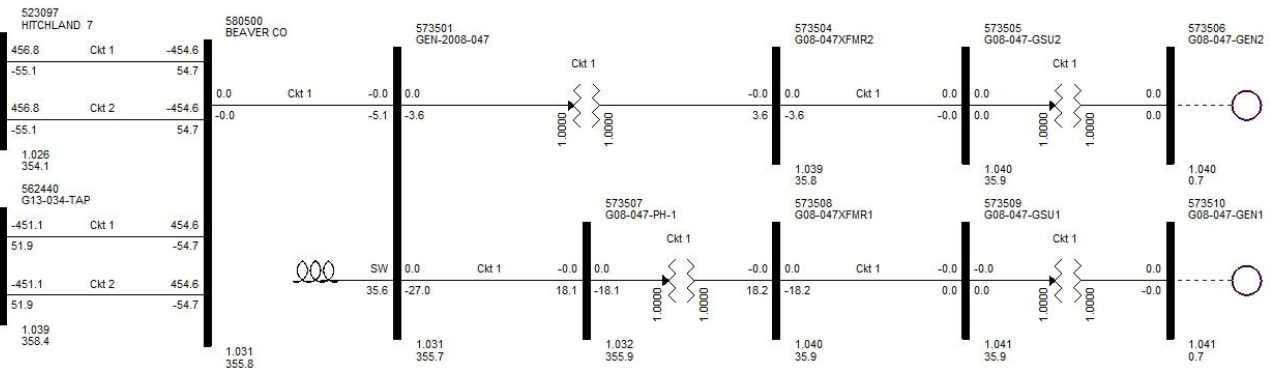 523097
HITCHLAND 7
456.8 Ckt 1 -454.6
-55.1 54.7
456.8 Ckt 2 -454.6
-55.1 54.7
1.026
354.1
562440
G13-034-TAP
-451.1 Ckt 1 454.6
51.9 -54.7
-451.1 Ckt 2 454.6
51.9 -54.7
1.039
358.4
580500
BEAVER CO
0.0 Ckt 1 -0.0
-0.0 -5.1
1.031
355.8
573501
GEN-2008-047
0.0 Ckt 1 -0.0
-3.6 1.0000 1.0000 3.6
SW 0.0 Ckt 1 -0.0
35.6 -27.0 18.1
1.031
355.7
573504
G08-047XFMR2
0.0 Ckt 1 0.0
-3.6 -0.0
1.039
35.8
573505
G08-047-GSU2
Ckt 1
0.0 0.0
0.0 1.0000 1.0000 0.0
1.040
35.9
573506
G08-047-GEN2
1.040
0.7
573507
G08-047-PH-1
Ckt 1
0.0 -0.0
-18.1 1.0000 1.0000 18.2
1.032
355.9
573508
G08-047XFMR1
0.0 Ckt 1 -0.0
-18.2 0.0
1.040
35.9
573509
G08-047-GSU1
Ckt 1
-0.0 0.0
0.0 1.0000 1.0000 -0.0
1.041
35.9
573510
G08-047-GEN1
1.041
0.7